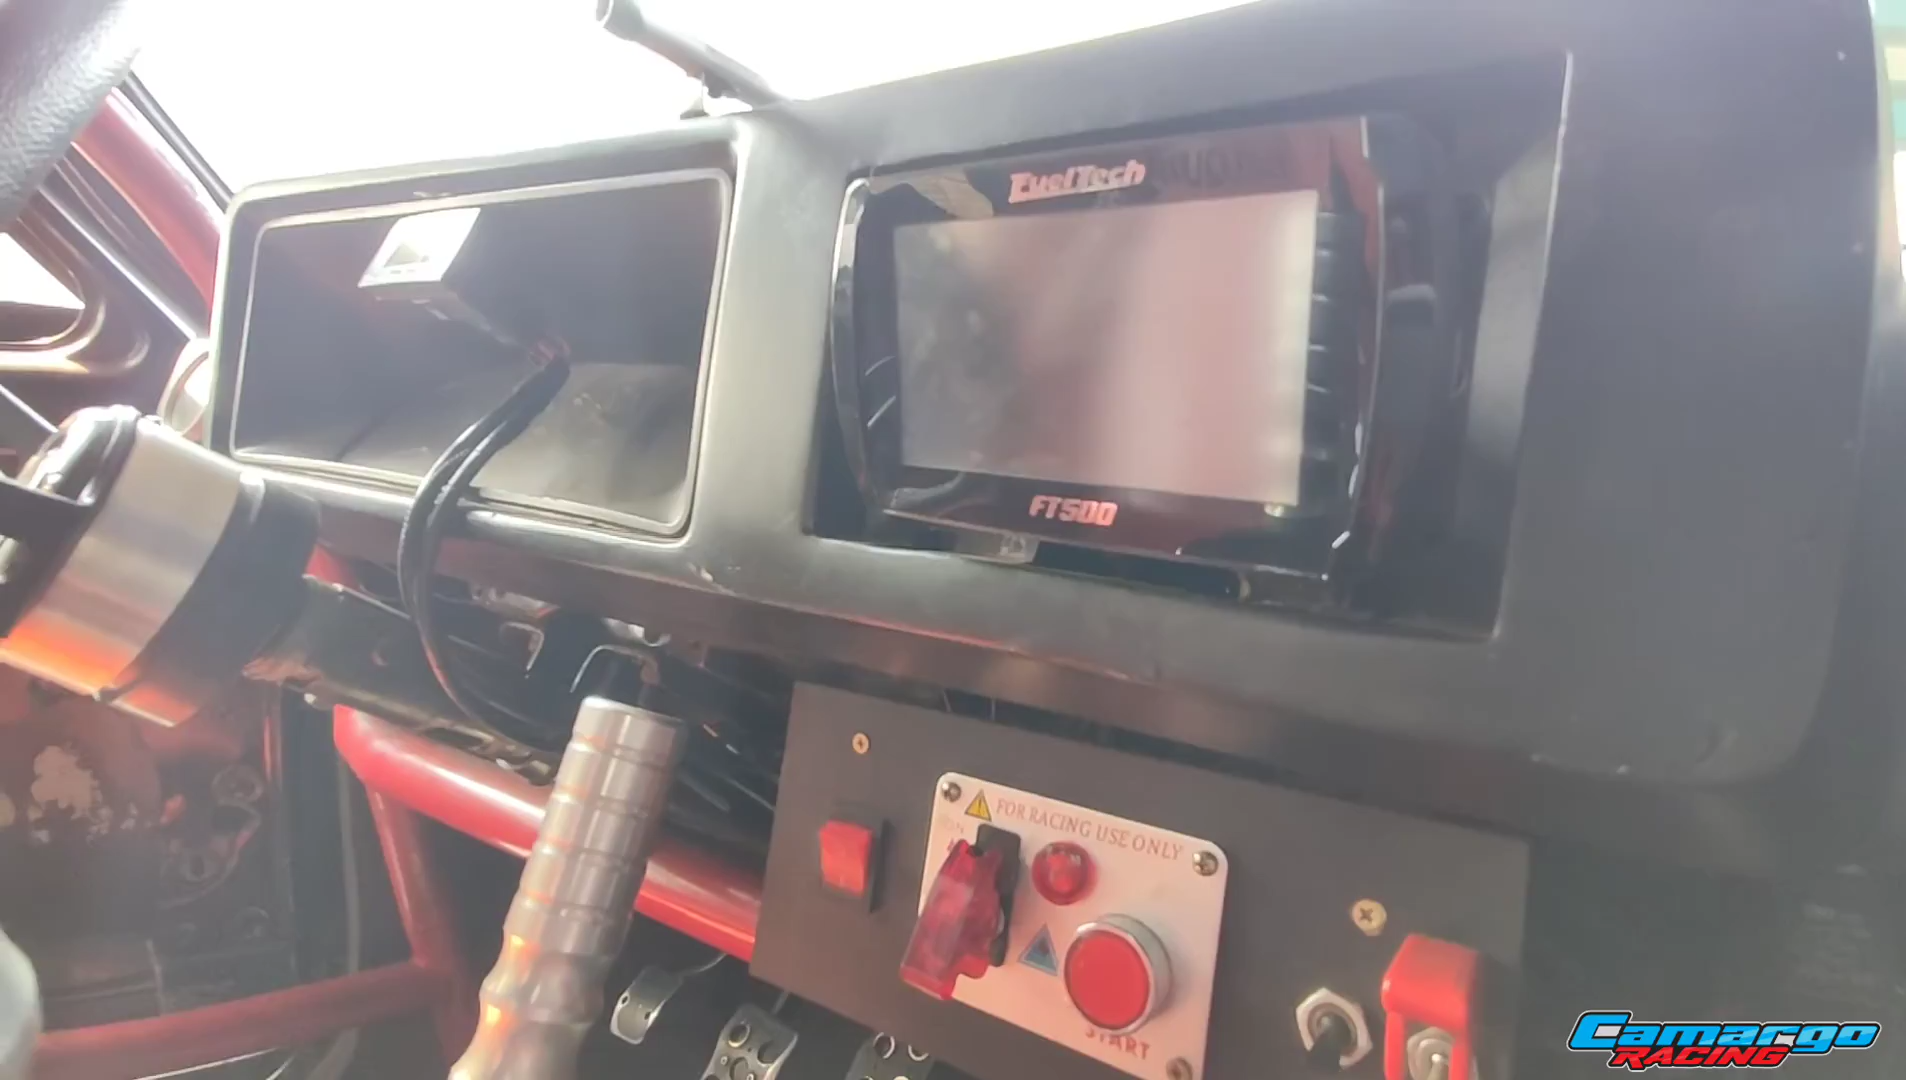 FuelTech
FT500
FOR RACING USE ONLY
START
Camargo
RACING